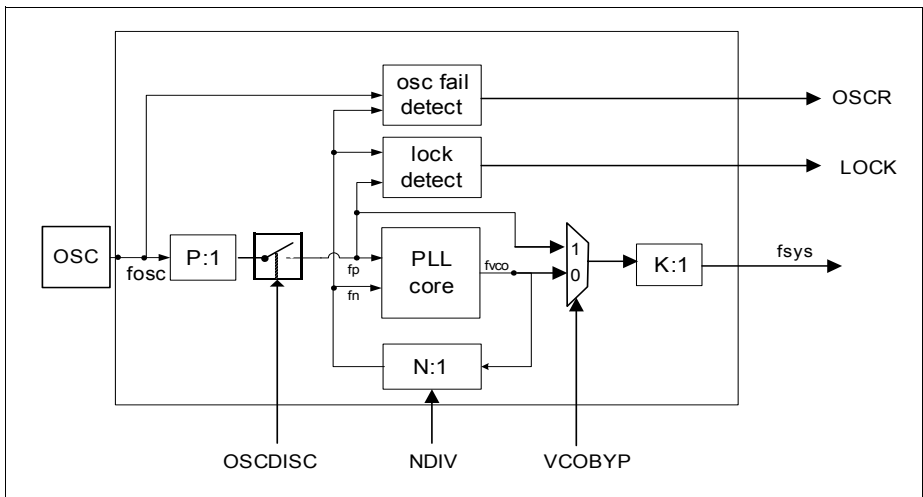 osc fail
detect
OSCR
lock
detect
LOCK
OSC
fosc
P:1
fp
fn
PLL
core
fvco
1
0
K:1
fsys
N:1
OSCDISC
NDIV
VCOBYP